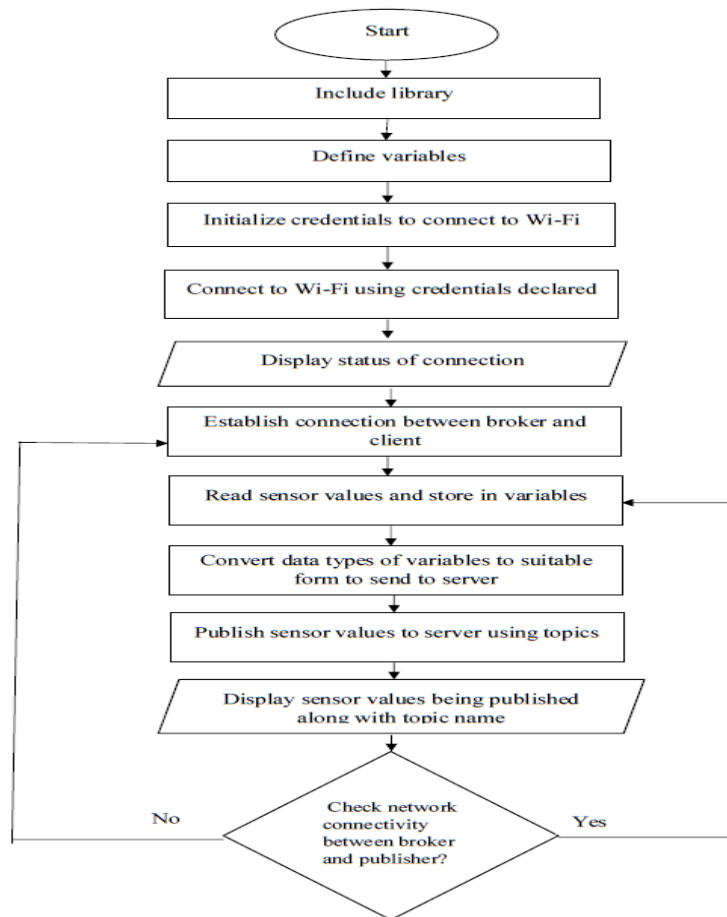 Start
Include library
Define variables
Initialize credentials to connect to Wi-Fi
Connect to Wi-Fi using credentials declared
Display status of connection
Establish connection between broker and
client
Read sensor values and store in variables
Convert data types of variables to suitable
form to send to server
Publish sensor values to server using topics
Display sensor values being published
along with topic name
No
Check network
connectivity
between broker
and publisher?
Yes